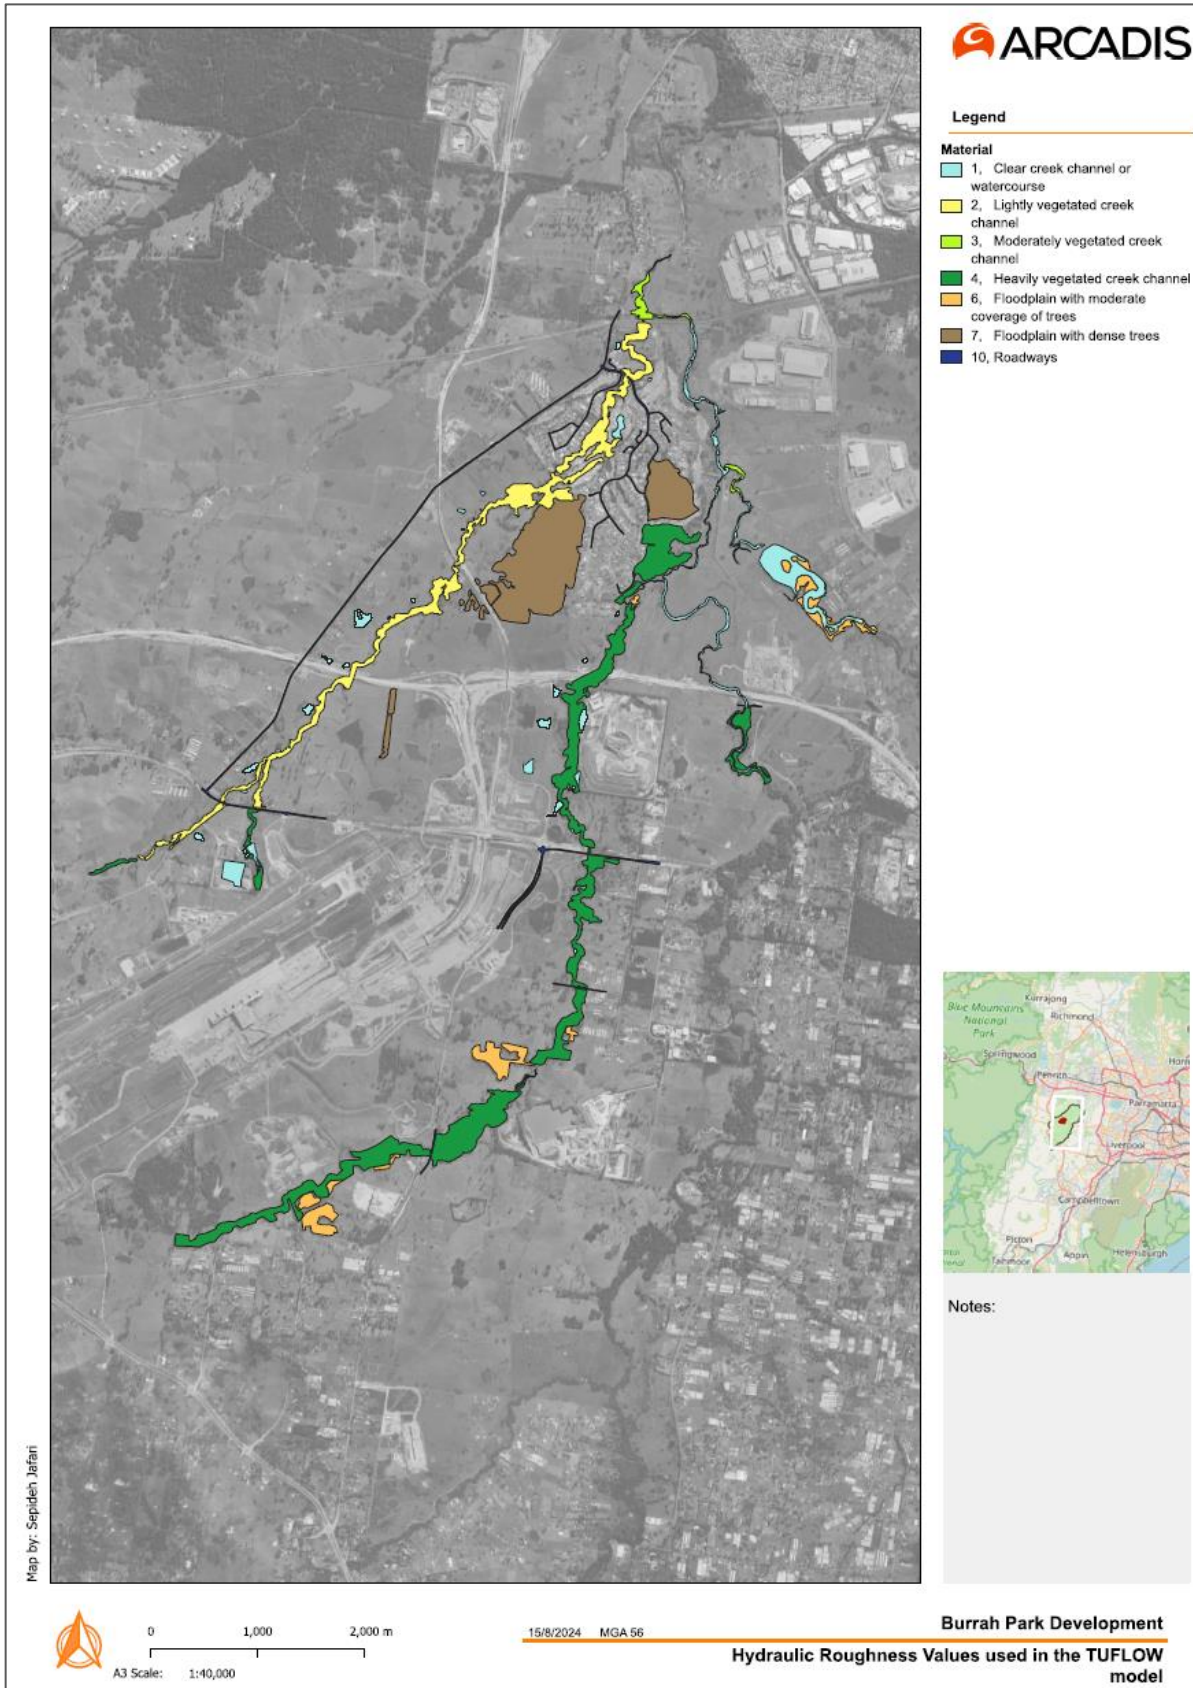 ARCADIS
Legend
Material
1, Clear creek channel or
watercourse
2, Lightly vegetated creek
channel
3, Moderately vegetated creek
channel
4, Heavily vegetated creek channel
6, Floodplain with moderate
coverage of trees
7, Floodplain with dense trees
10, Roadways
Kurrajong
Blue Mountains
National
Park
Richmond
Springwood
Penrith
Parramatta
Liverpool
Campbelltown
Picton
Appin
Helensburgh
Tahmoor
Notes:
Map by: Sepideh Jafari
0 1,000 2,000 m
A3 Scale: 1:40,000
15/8/2024 MGA 56
Burrah Park Development
Hydraulic Roughness Values used in the TUFLOW
model